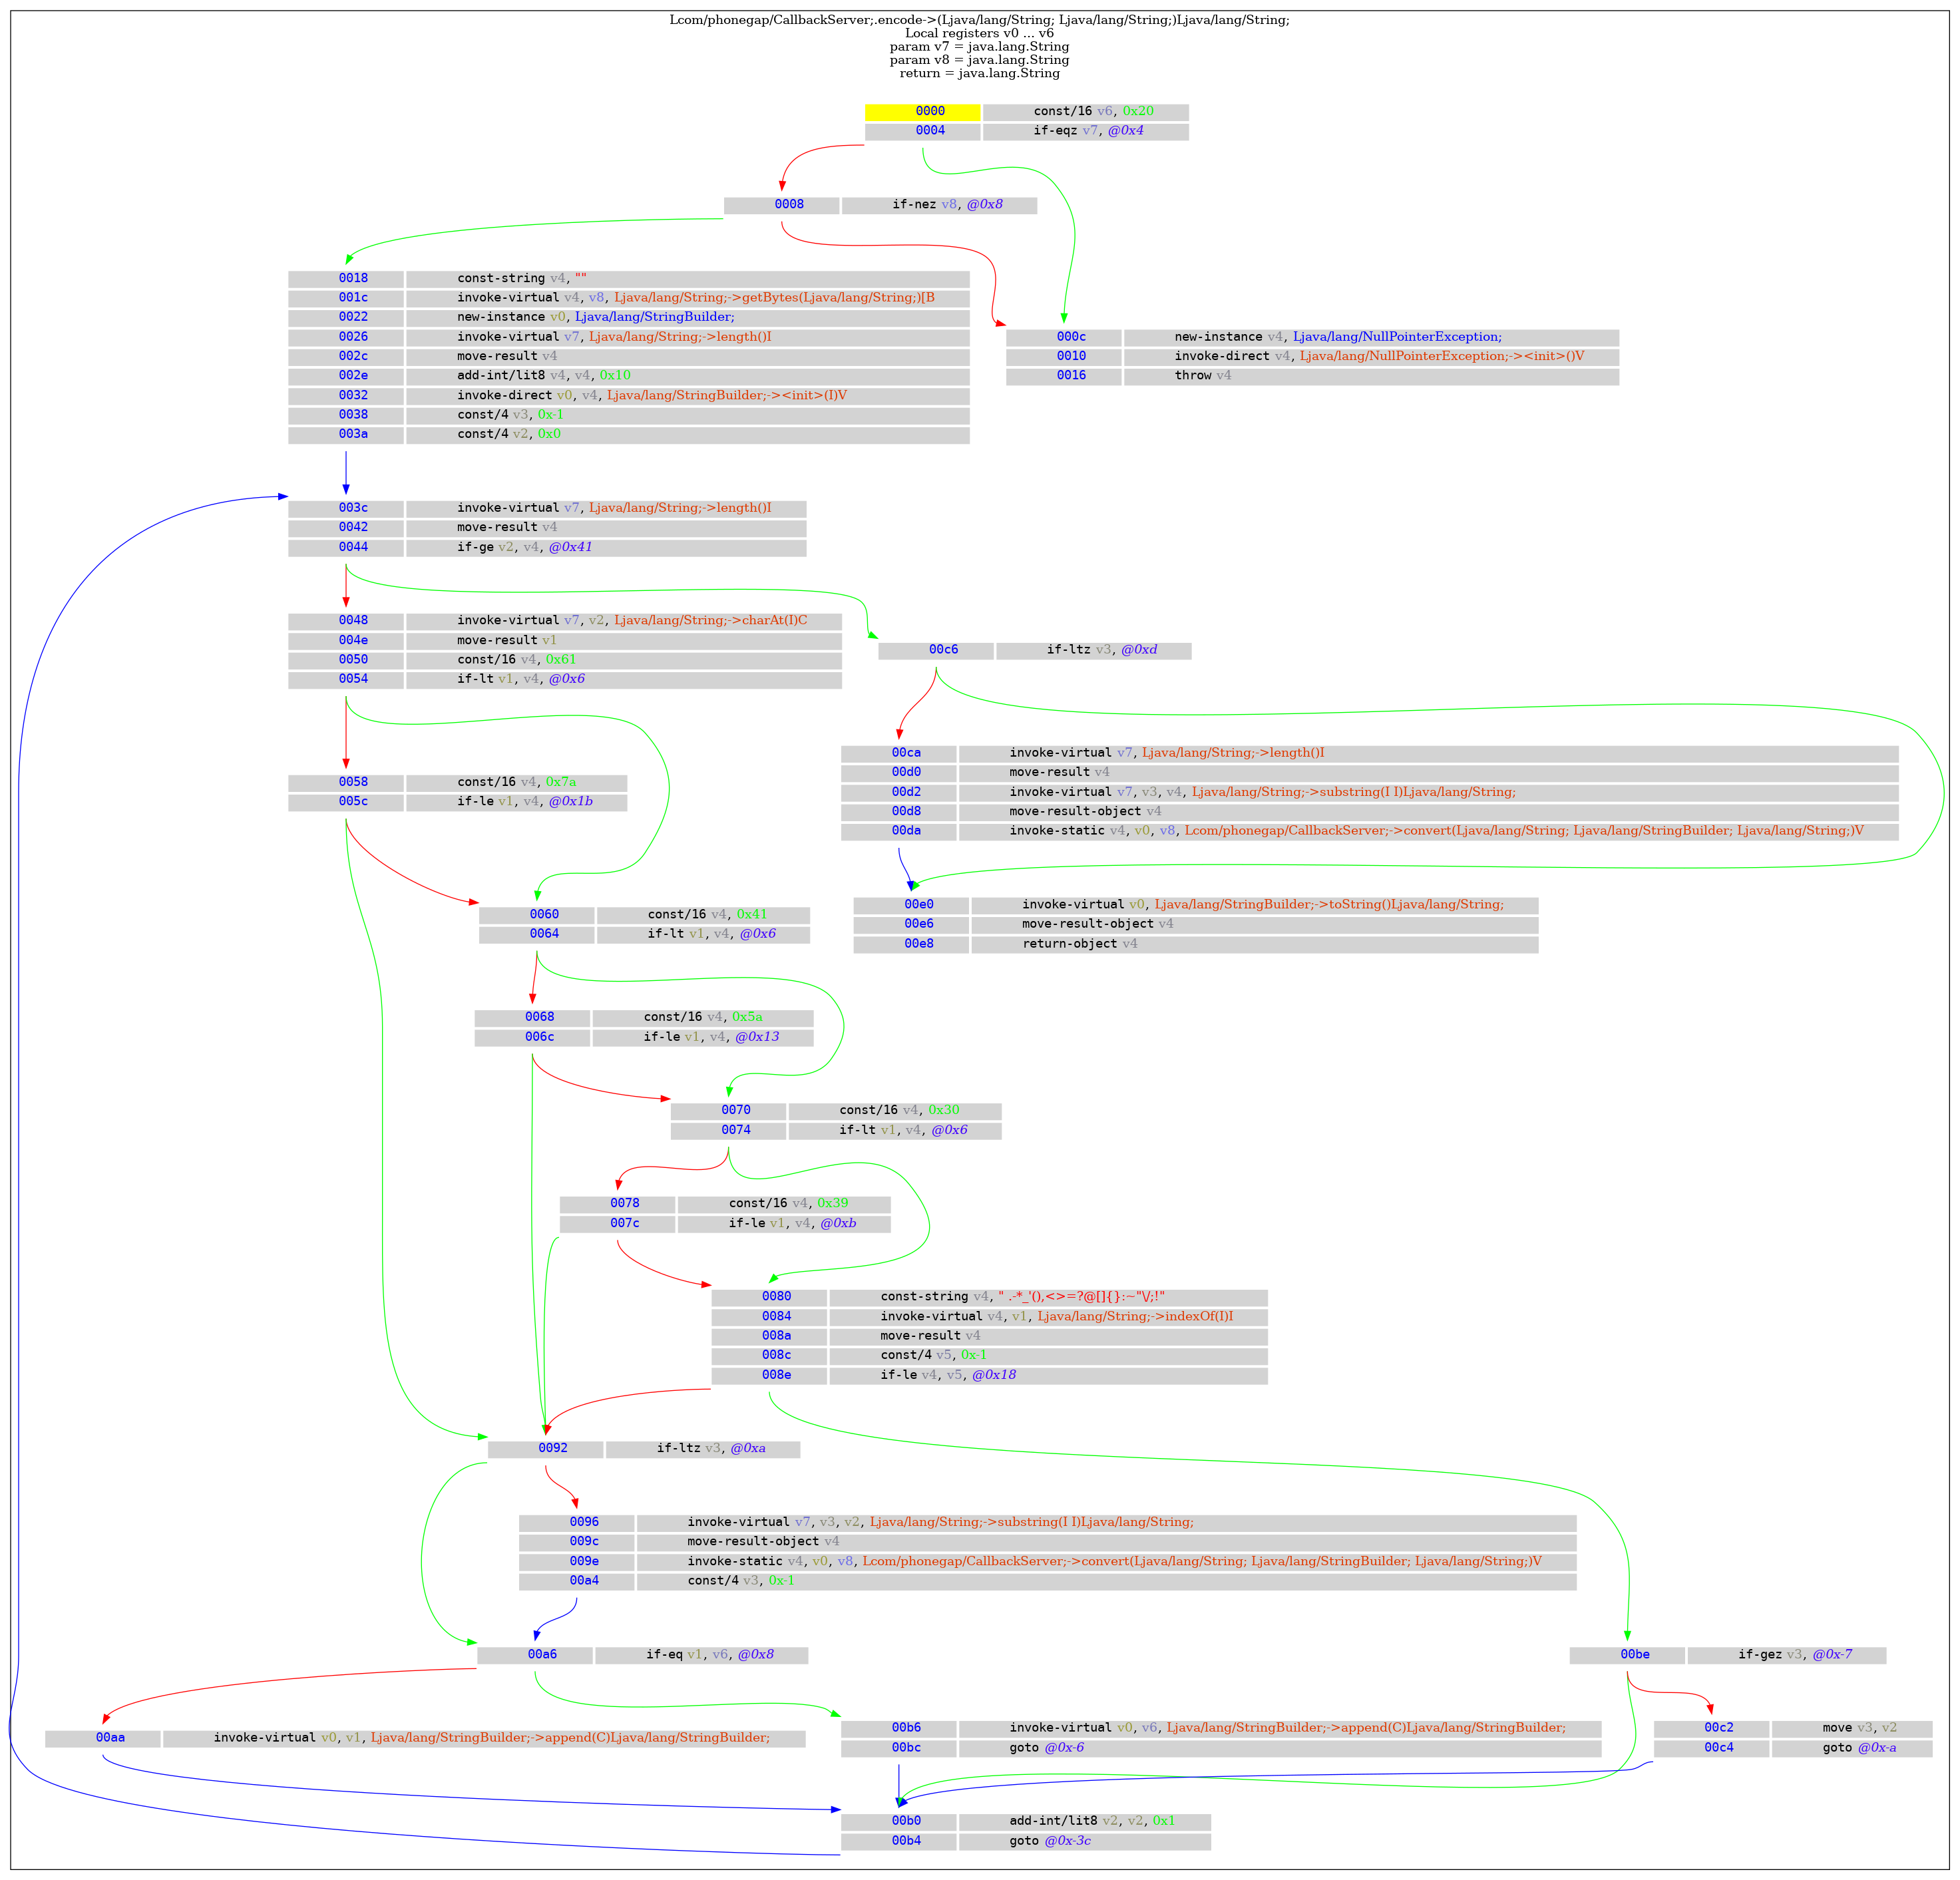 Lcom/phonegap/CallbackServer;.encode->(Ljava/lang/String; Ljava/lang/String;)Ljava/lang/String;
Local registers v0 ... v6
param v7 = java.lang.String
param v8 = java.lang.String
return = java.lang.String
0000 const/16 v6, 0x20
0004 if-eqz v7, @0x4
0008 if-nez v8, @0x8
0018 const-string v4, ""
001c invoke-virtual v4, v8, Ljava/lang/String;->getBytes(Ljava/lang/String;)[B
0022 new-instance v0, Ljava/lang/StringBuilder;
0026 invoke-virtual v7, Ljava/lang/String;->length()I
002c move-result v4
002e add-int/lit8 v4, v4, 0x10
0032 invoke-direct v0, v4, Ljava/lang/StringBuilder;-><init>(I)V
0038 const/4 v3, 0x-1
003a const/4 v2, 0x0
000c new-instance v4, Ljava/lang/NullPointerException;
0010 invoke-direct v4, Ljava/lang/NullPointerException;-><init>()V
0016 throw v4
003c invoke-virtual v7, Ljava/lang/String;->length()I
0042 move-result v4
0044 if-ge v2, v4, @0x41
0048 invoke-virtual v7, v2, Ljava/lang/String;->charAt(I)C
004e move-result v1
0050 const/16 v4, 0x61
0054 if-lt v1, v4, @0x6
00c6 if-ltz v3, @0xd
0058 const/16 v4, 0x7a
005c if-le v1, v4, @0x1b
00ca invoke-virtual v7, Ljava/lang/String;->length()I
00d0 move-result v4
00d2 invoke-virtual v7, v3, v4, Ljava/lang/String;->substring(I I)Ljava/lang/String;
00d8 move-result-object v4
00da invoke-static v4, v0, v8, Lcom/phonegap/CallbackServer;->convert(Ljava/lang/String; Ljava/lang/StringBuilder; Ljava/lang/String;)V
0060 const/16 v4, 0x41
0064 if-lt v1, v4, @0x6
00e0 invoke-virtual v0, Ljava/lang/StringBuilder;->toString()Ljava/lang/String;
00e6 move-result-object v4
00e8 return-object v4
0068 const/16 v4, 0x5a
006c if-le v1, v4, @0x13
0070 const/16 v4, 0x30
0074 if-lt v1, v4, @0x6
0078 const/16 v4, 0x39
007c if-le v1, v4, @0xb
0080 const-string v4, " .-*_'(),<>=?@[]{}:~"\/;!"
0084 invoke-virtual v4, v1, Ljava/lang/String;->indexOf(I)I
008a move-result v4
008c const/4 v5, 0x-1
008e if-le v4, v5, @0x18
0092 if-ltz v3, @0xa
0096 invoke-virtual v7, v3, v2, Ljava/lang/String;->substring(I I)Ljava/lang/String;
009c move-result-object v4
009e invoke-static v4, v0, v8, Lcom/phonegap/CallbackServer;->convert(Ljava/lang/String; Ljava/lang/StringBuilder; Ljava/lang/String;)V
00a4 const/4 v3, 0x-1
00a6 if-eq v1, v6, @0x8
00be if-gez v3, @0x-7
00aa invoke-virtual v0, v1, Ljava/lang/StringBuilder;->append(C)Ljava/lang/StringBuilder;
00b6 invoke-virtual v0, v6, Ljava/lang/StringBuilder;->append(C)Ljava/lang/StringBuilder;
00bc goto @0x-6
00c2 move v3, v2
00c4 goto @0x-a
00b0 add-int/lit8 v2, v2, 0x1
00b4 goto @0x-3c